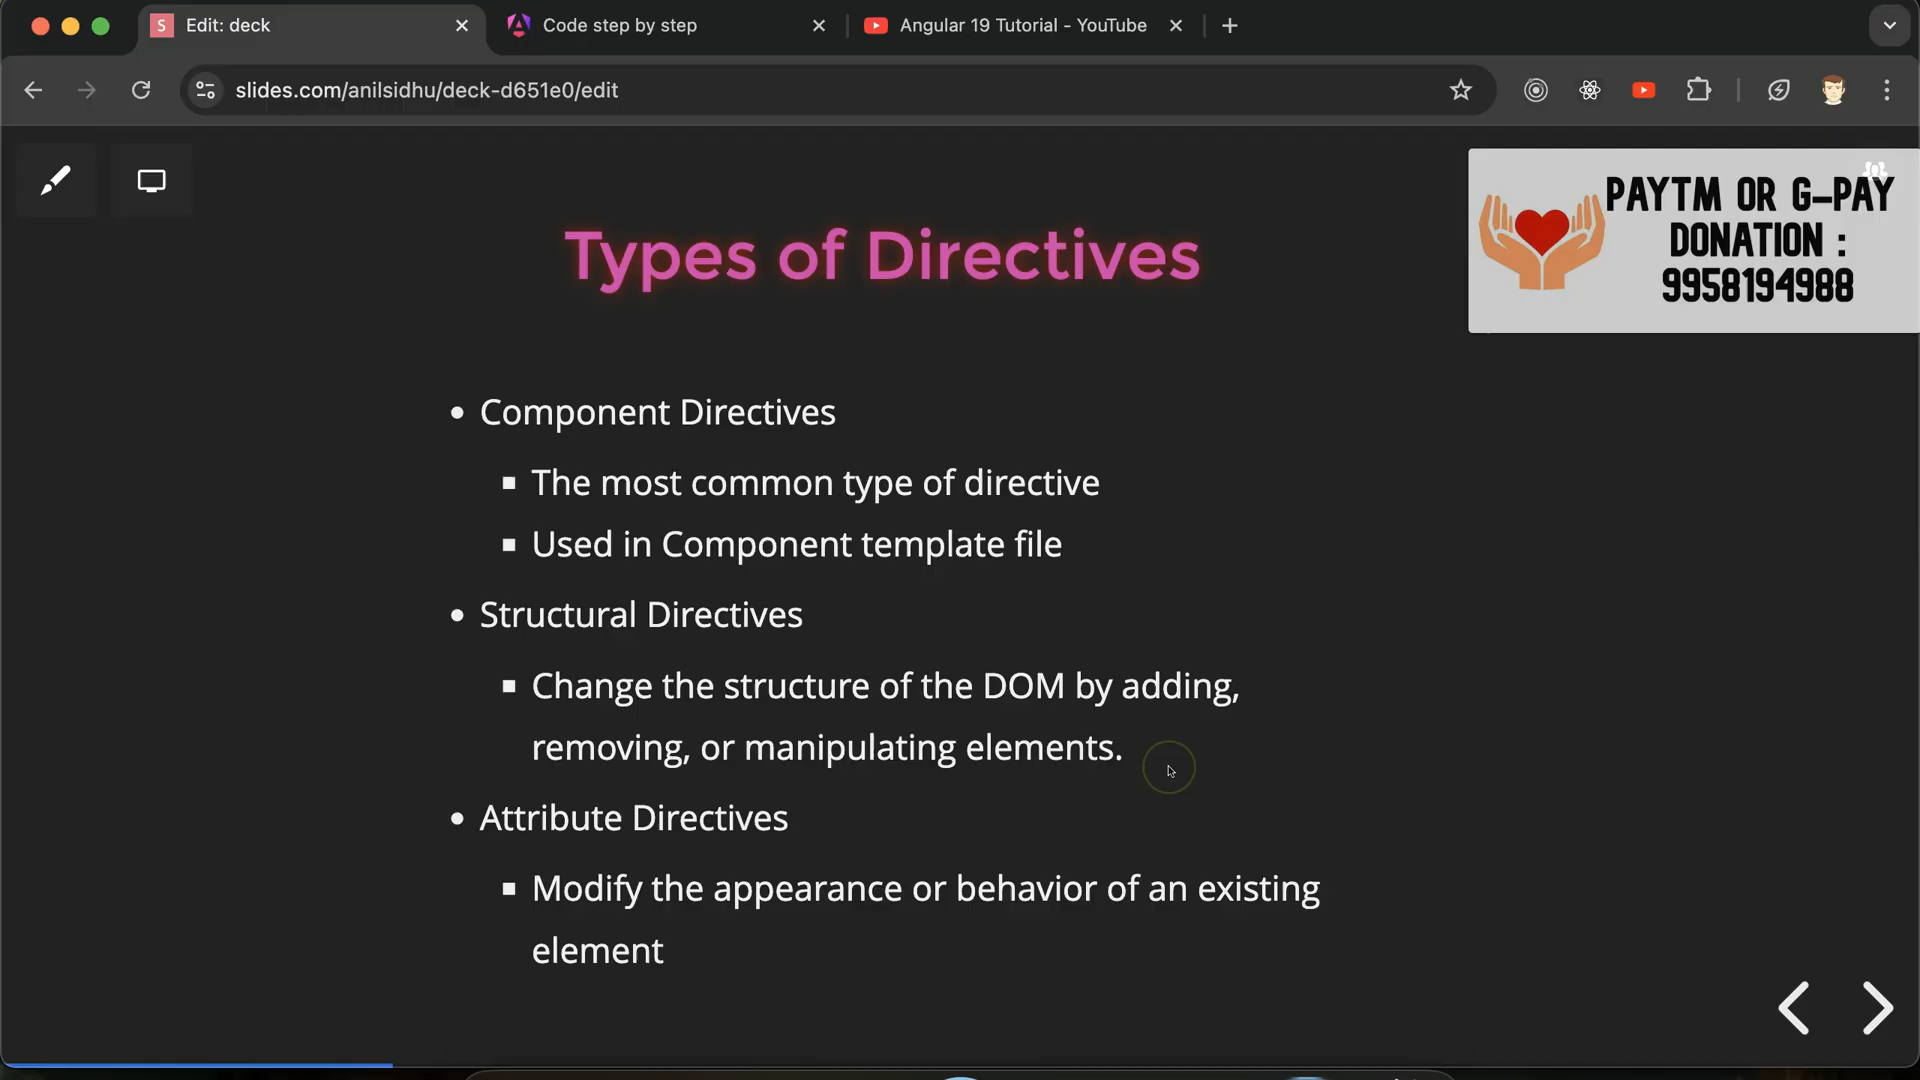 Edit: deck
Code step by step
Angular 19 Tutorial - YouTube
slides.com/anilsidhu/deck-d651e0/edit
PAYTM OR G-PAY
DONATION :
9958194988
Types of Directives
• Component Directives
▪ The most common type of directive
▪ Used in Component template file
• Structural Directives
▪ Change the structure of the DOM by adding,
removing, or manipulating elements.
• Attribute Directives
▪ Modify the appearance or behavior of an existing
element